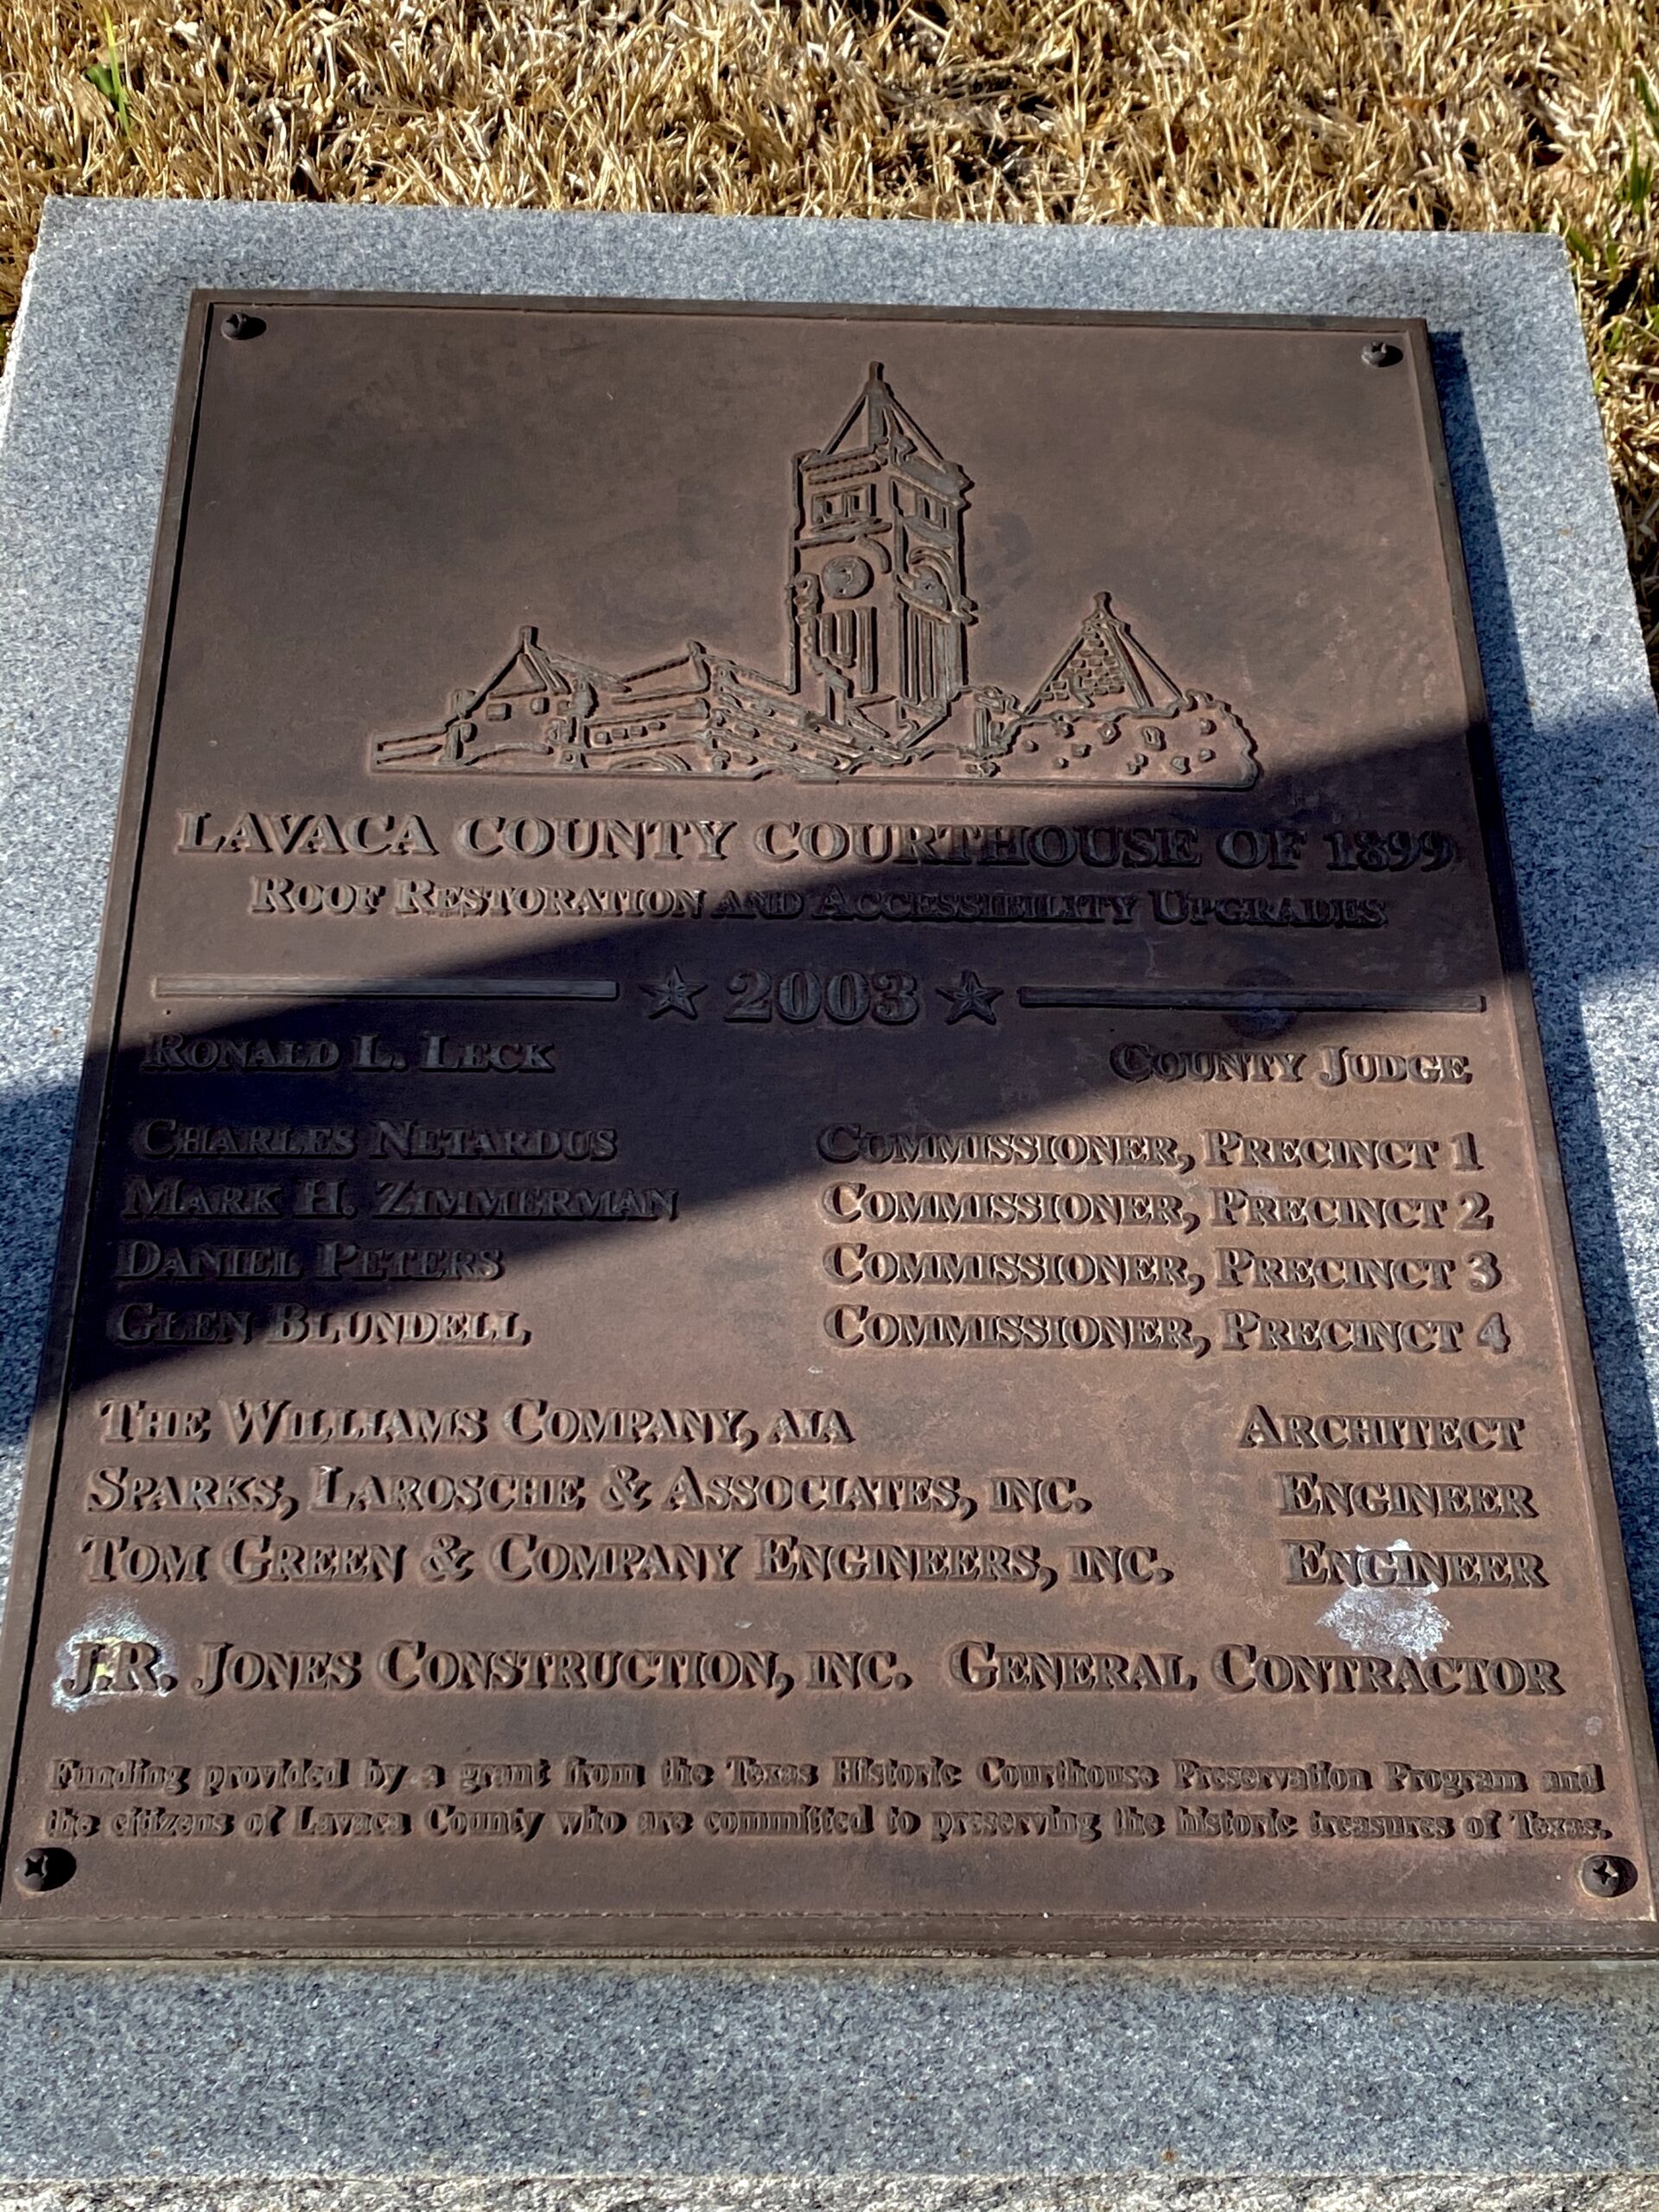 LAVACA COUNTY COURTHOUSE OF 1899
ROOF RESTORATION AND ACCESSIBILITY UPGRADES
★ 2003 ★
RONALD L. LECK COUNTY JUDGE
CHARLES NETARDUS COMMISSIONER, PRECINCT 1
MARK H. ZIMMERMAN COMMISSIONER, PRECINCT 2
DANIEL PETERS COMMISSIONER, PRECINCT 3
GLEN BLUNDELL COMMISSIONER, PRECINCT 4
THE WILLIAMS COMPANY, AIA ARCHITECT
SPARKS, LAROSCHE & ASSOCIATES, INC. ENGINEER
TOM GREEN & COMPANY ENGINEERS, INC. ENGINEER
J.R. JONES CONSTRUCTION, INC. GENERAL CONTRACTOR
Funding provided by a grant from the Texas Historic Courthouse Preservation Program and
the citizens of Lavaca County who are committed to preserving the historic treasures of Texas.